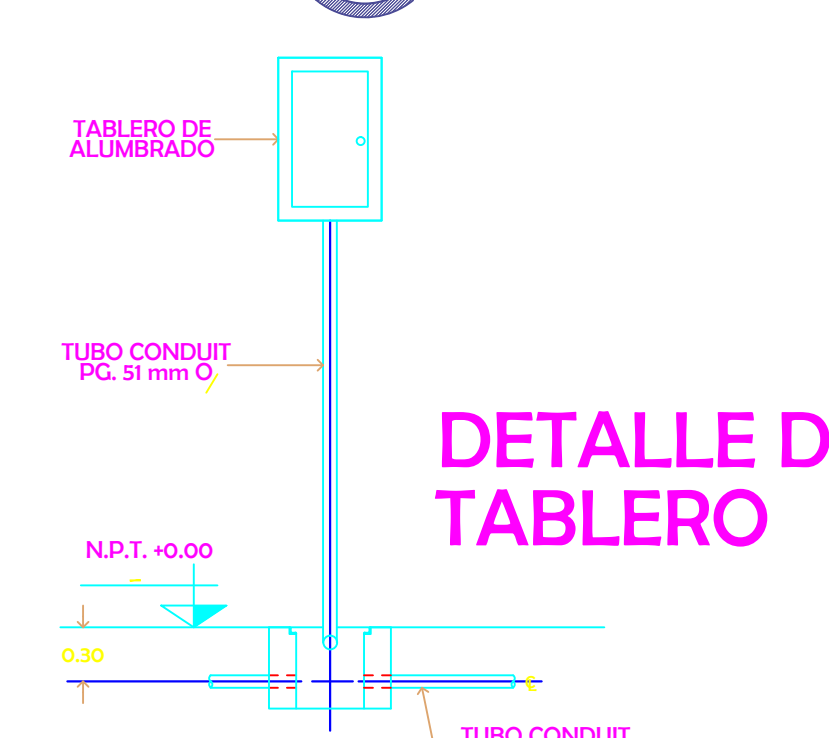 TABLERO DE
ALUMBRADO
TUBO CONDUIT
PG. 51 mm O
DETALLE D
TABLERO
N.P.T. +0.00
0.30
℄
TUBO CONDUIT